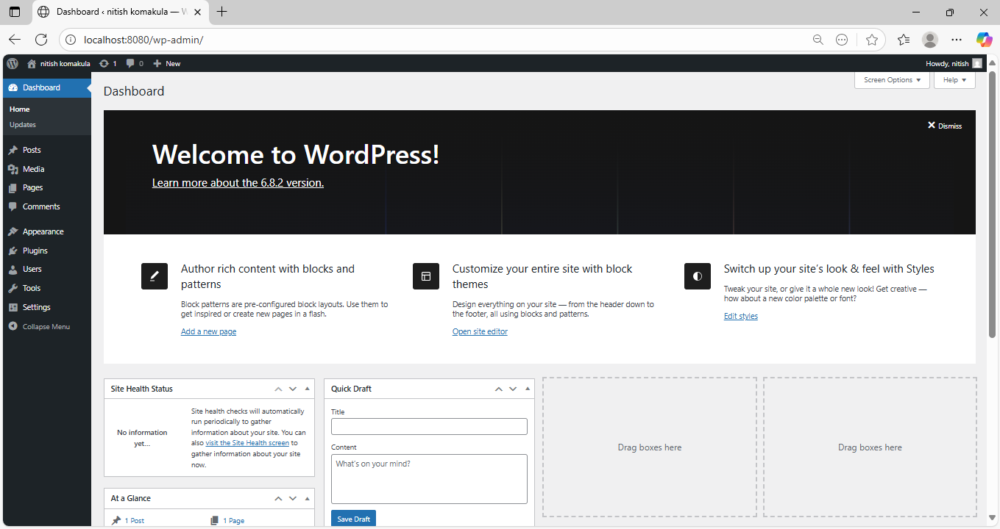 Dashboard ‹ nitish komakula — W
localhost:8080/wp-admin/
nitish komakula 1 0 New
Howdy, nitish
Dashboard
Home
Updates
Posts
Media
Pages
Comments
Appearance
Plugins
Users
Tools
Settings
Collapse Menu
Dashboard
Screen Options
Help
Dismiss
Welcome to WordPress!
Learn more about the 6.8.2 version.
Author rich content with blocks and
patterns
Block patterns are pre-configured block layouts. Use them to
get inspired or create new pages in a flash.
Add a new page
Customize your entire site with block
themes
Design everything on your site — from the header down to
the footer, all using blocks and patterns.
Open site editor
Switch up your site’s look & feel with Styles
Tweak your site, or give it a whole new look! Get creative —
how about a new color palette or font?
Edit styles
Site Health Status
No information
yet…
Site health checks will automatically
run periodically to gather
information about your site. You can
also visit the Site Health screen to
gather information about your site
now.
At a Glance
1 Post
1 Page
Quick Draft
Title
Content
What’s on your mind?
Save Draft
Drag boxes here
Drag boxes here